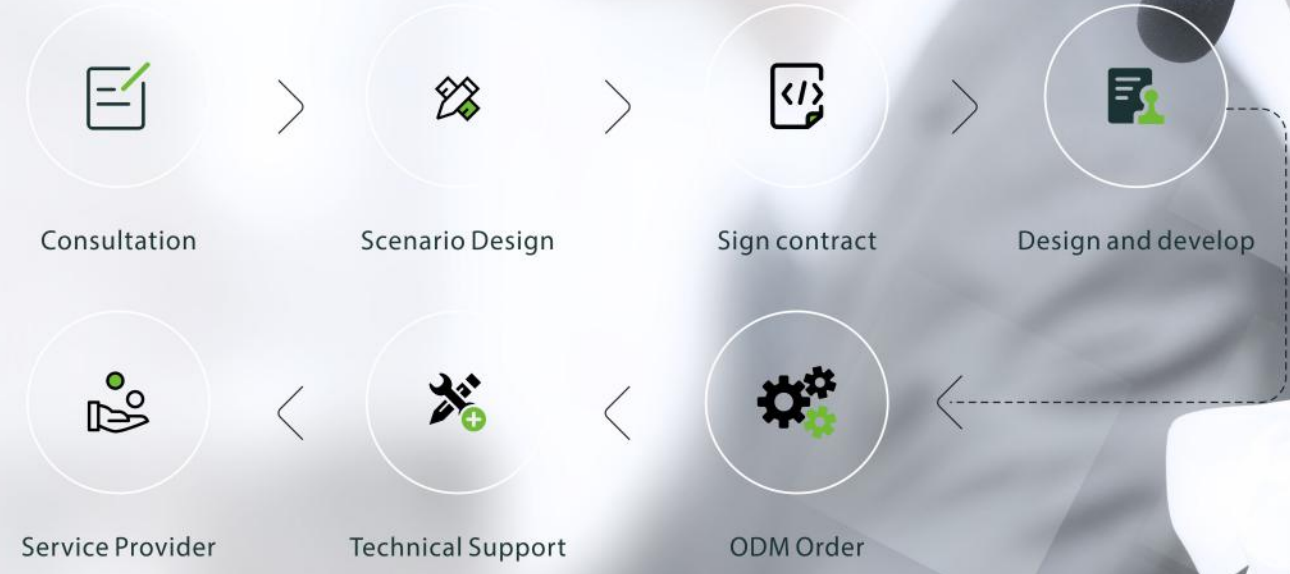 Consultation
Scenario Design
Sign contract
Design and develop
Service Provider
Technical Support
ODM Order